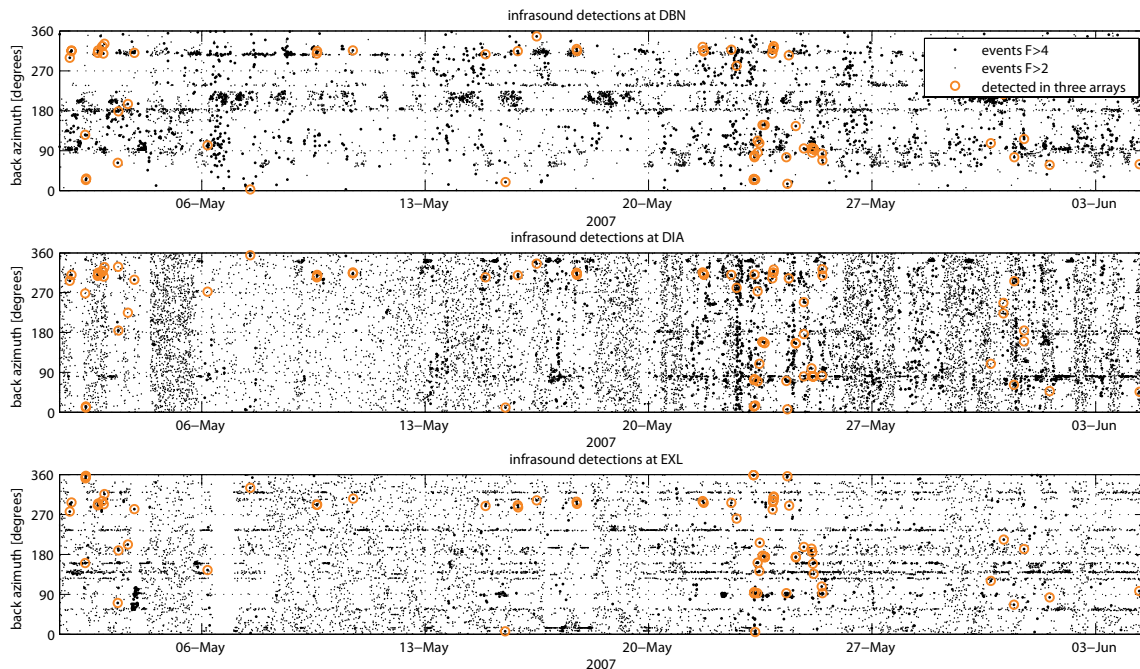 infrasound detections at DBN
back azimuth [degrees]
360
270
180
90
0
events F>4
events F>2
detected in three arrays
06–May 13–May 20–May 27–May 03–Jun
2007
infrasound detections at DIA
back azimuth [degrees]
360
270
180
90
0
06–May 13–May 20–May 27–May 03–Jun
2007
infrasound detections at EXL
back azimuth [degrees]
360
270
180
90
0
06–May 13–May 20–May 27–May 03–Jun
2007